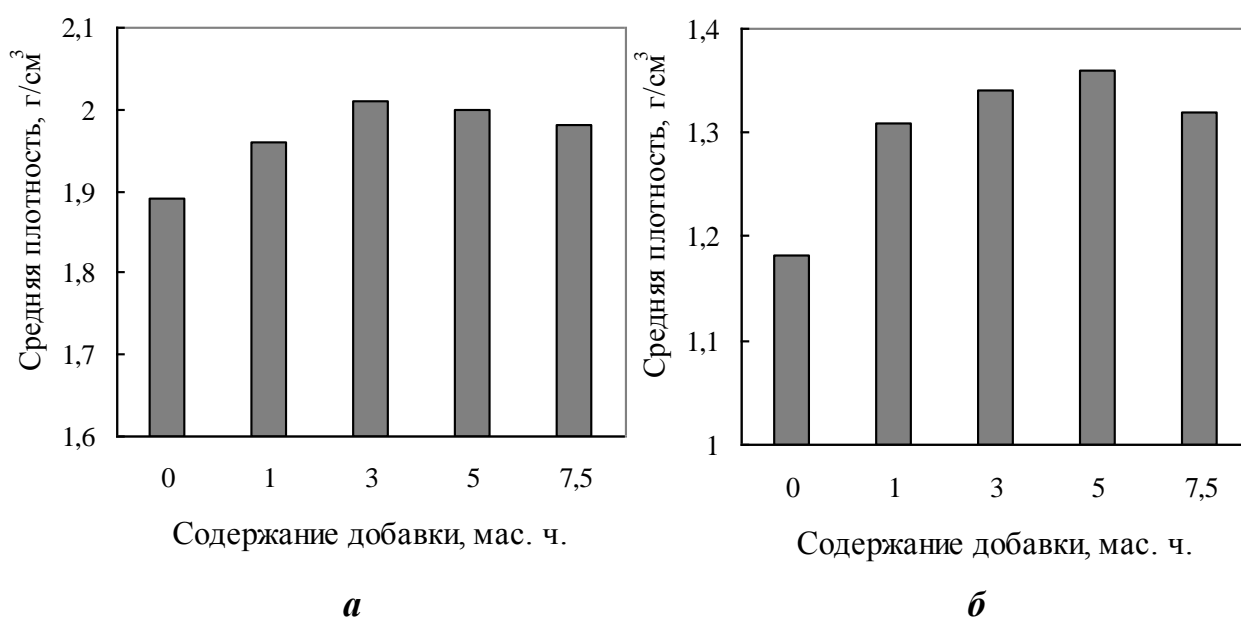 Средняя плотность, г/см³
2,1
2
1,9
1,8
1,7
1,6
0 1 3 5 7,5
Содержание добавки, мас. ч.
а
Средняя плотность, г/см³
1,4
1,3
1,2
1,1
1
0 1 3 5 7,5
Содержание добавки, мас. ч.
б